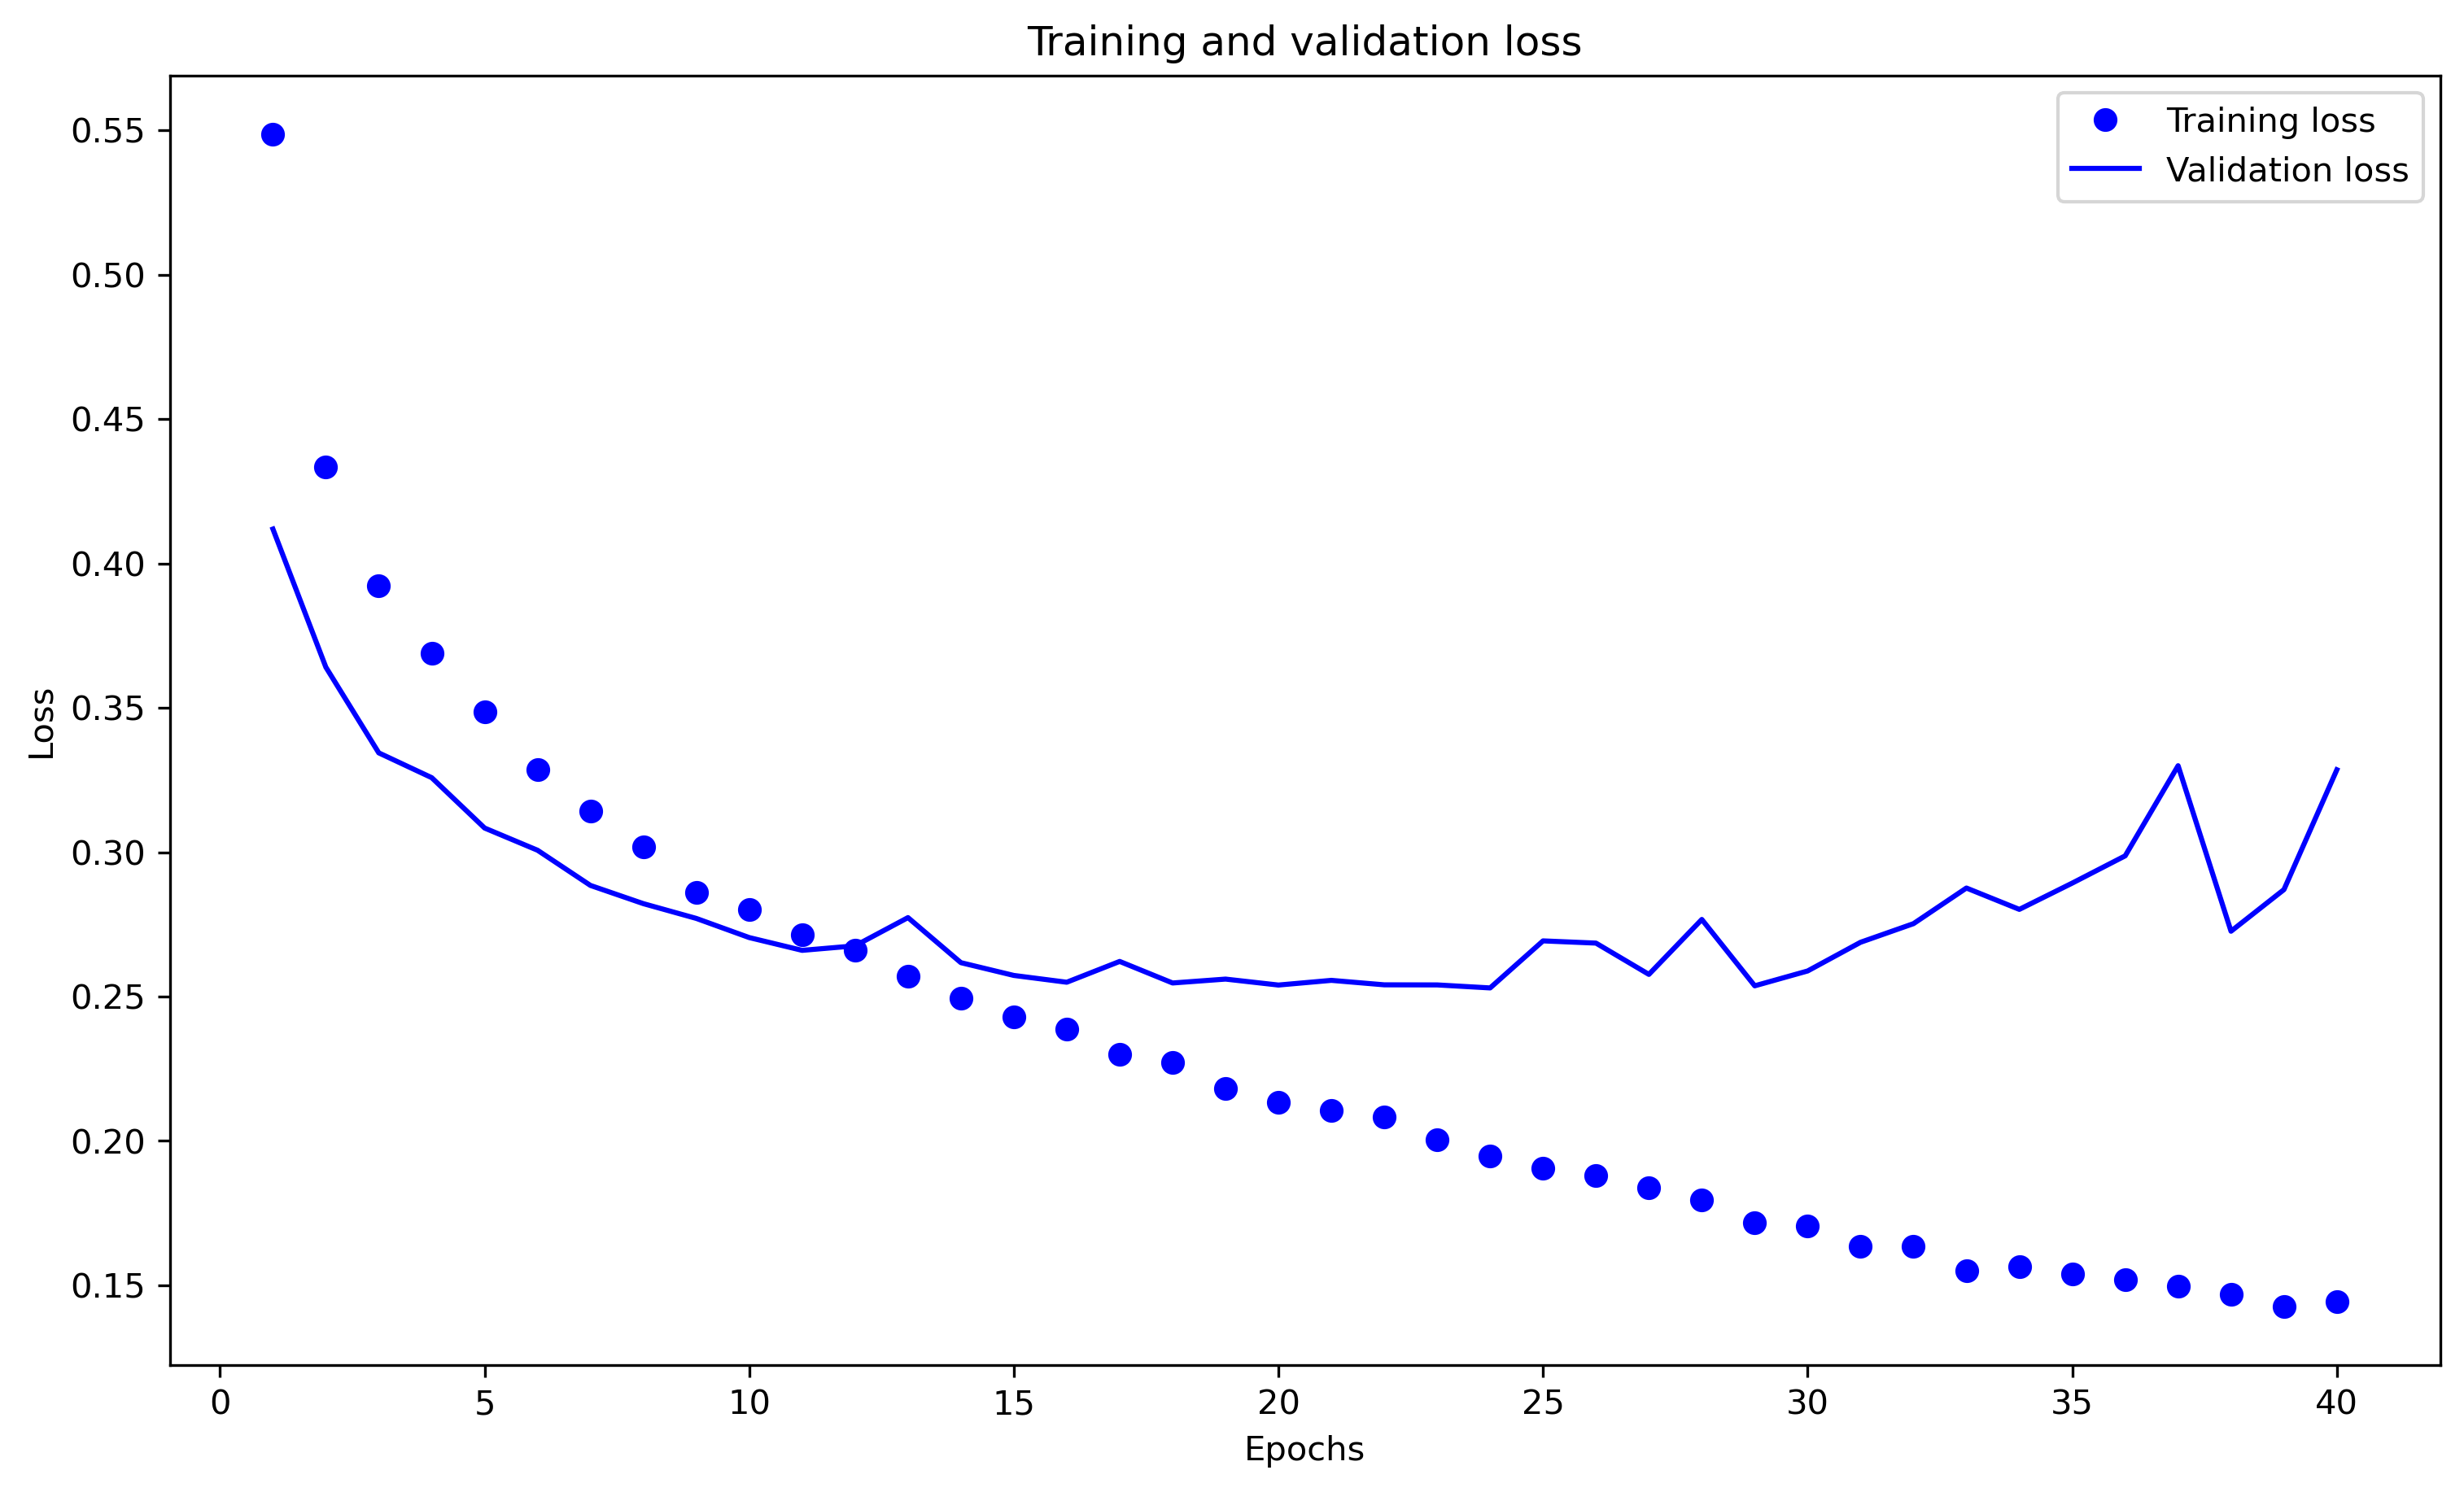 Training and validation loss
Training loss
Validation loss
0.55
0.50
0.45
0.40
0.35
0.30
0.25
0.20
0.15
Loss
0 5 10 15 20 25 30 35 40
Epochs